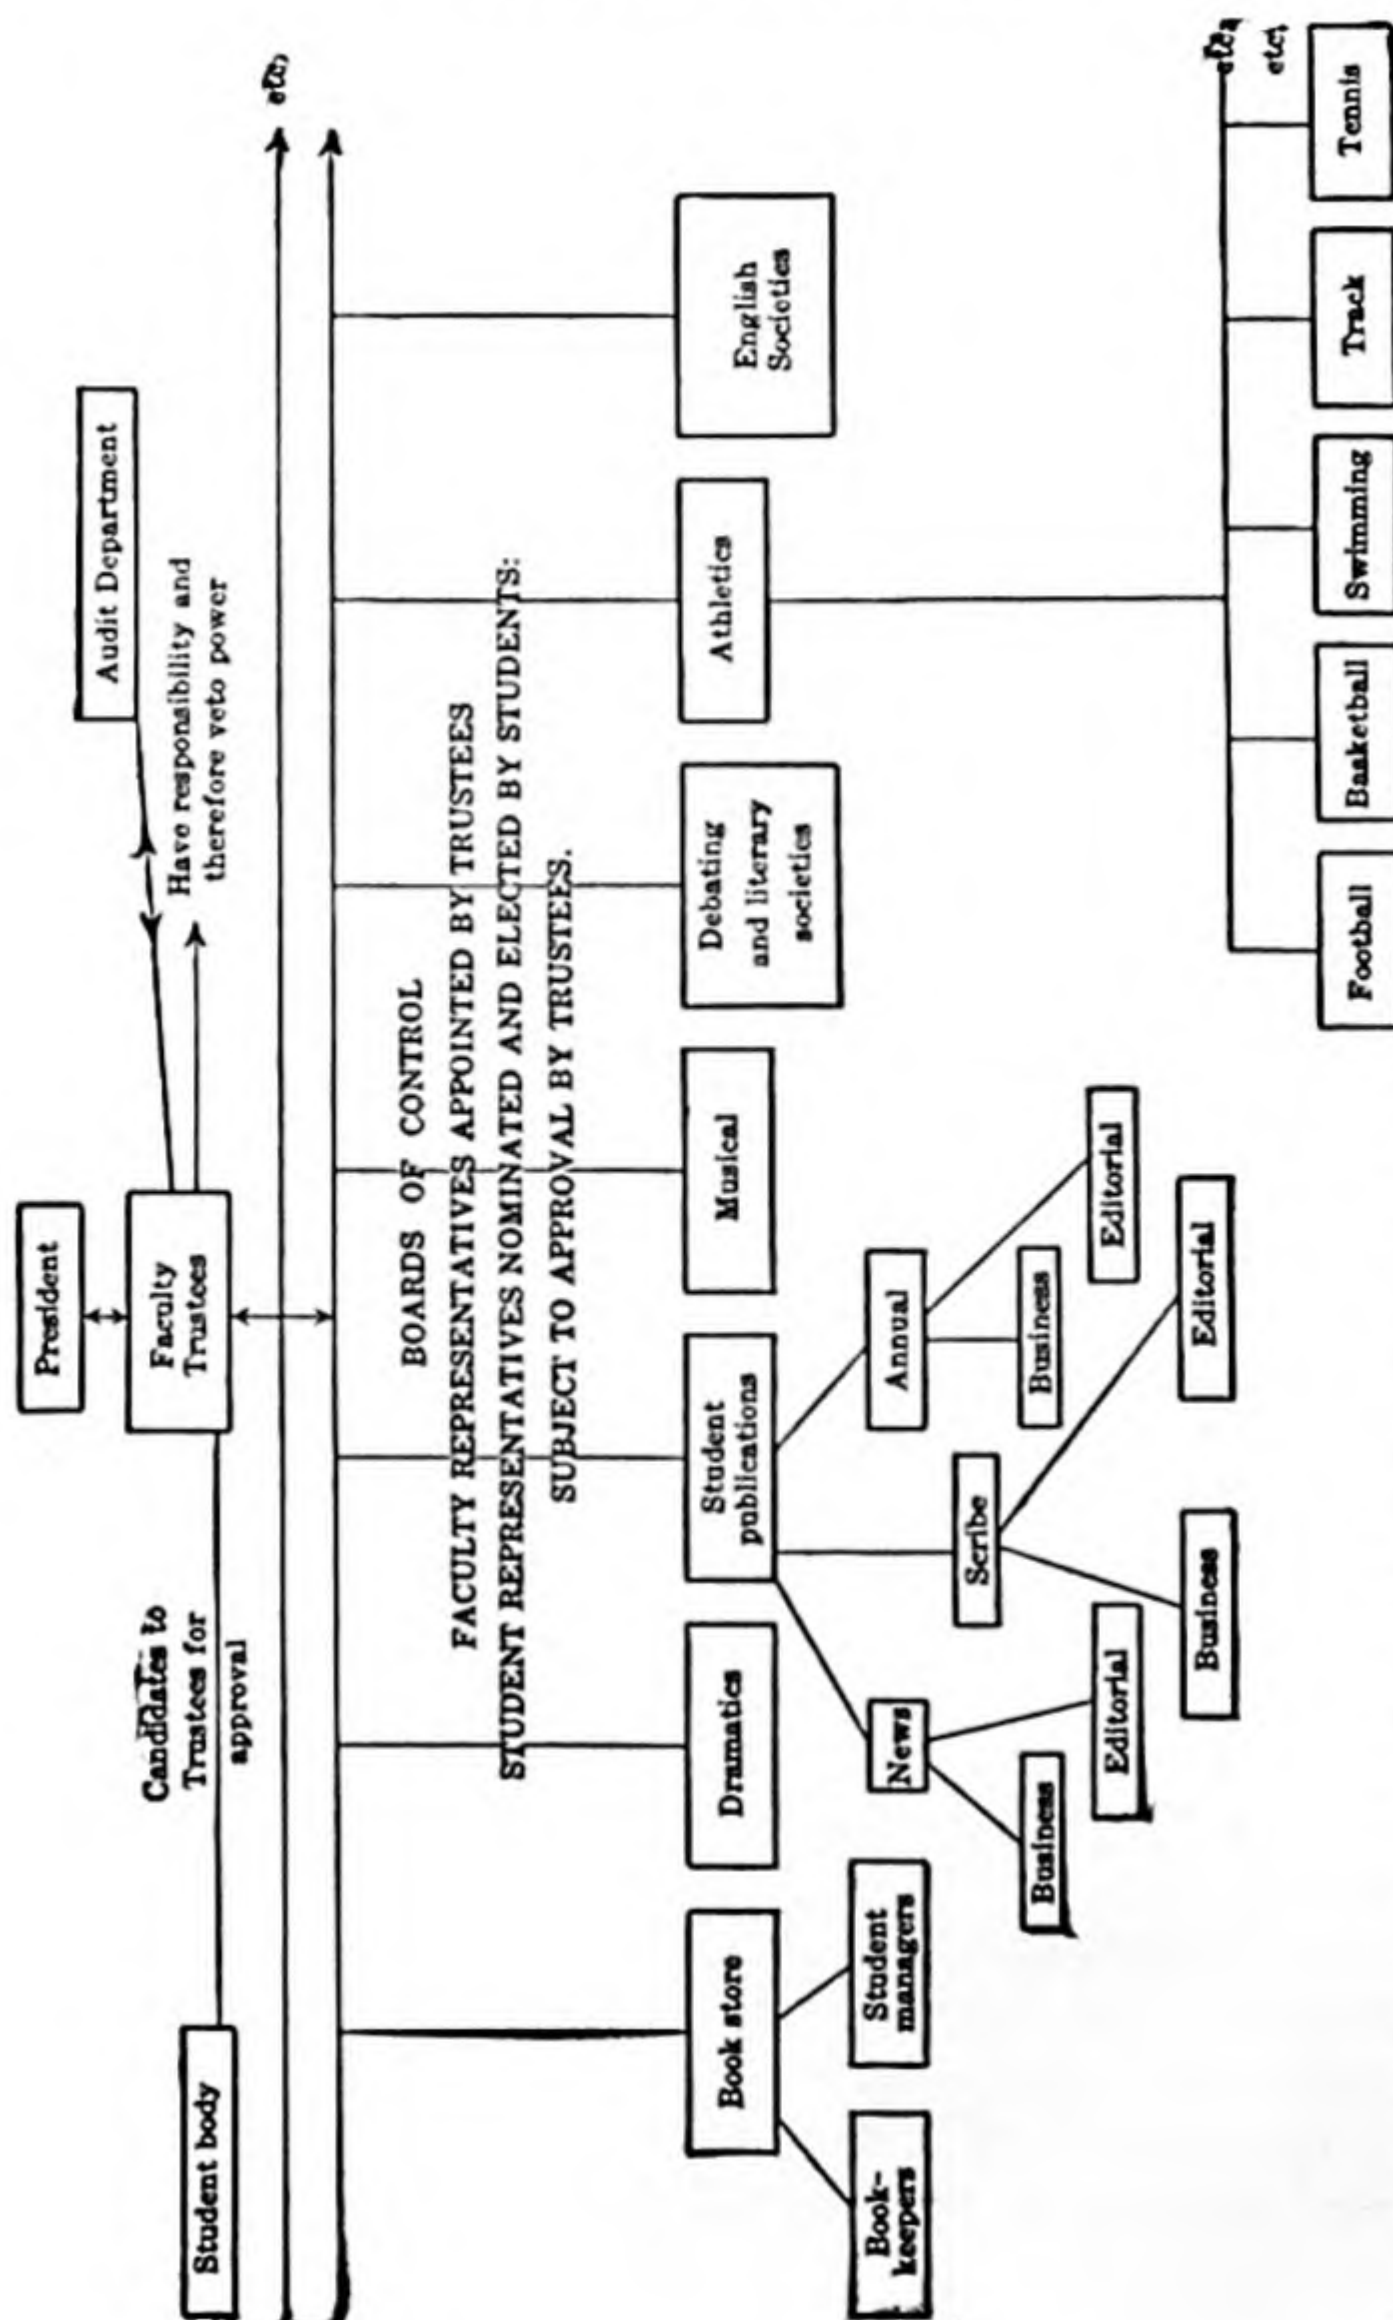 President
Faculty
Trustees
Audit Department
Have responsibility and
therefore veto power
Student body
Candidates to
Trustees for
approval
etc,
BOARDS OF CONTROL
FACULTY REPRESENTATIVES APPOINTED BY TRUSTEES
STUDENT REPRESENTATIVES NOMINATED AND ELECTED BY STUDENTS:
SUBJECT TO APPROVAL BY TRUSTEES.
Book store
Dramatics
Student
publications
Musical
Debating
and literary
societies
Athletics
English
Societies
Book-
keepers
Student
managers
News
Scribe
Annual
Business
Editorial
Business
Editorial
Business
Editorial
Football
Basketball
Swimming
Track
Tennis
etc,
etc,